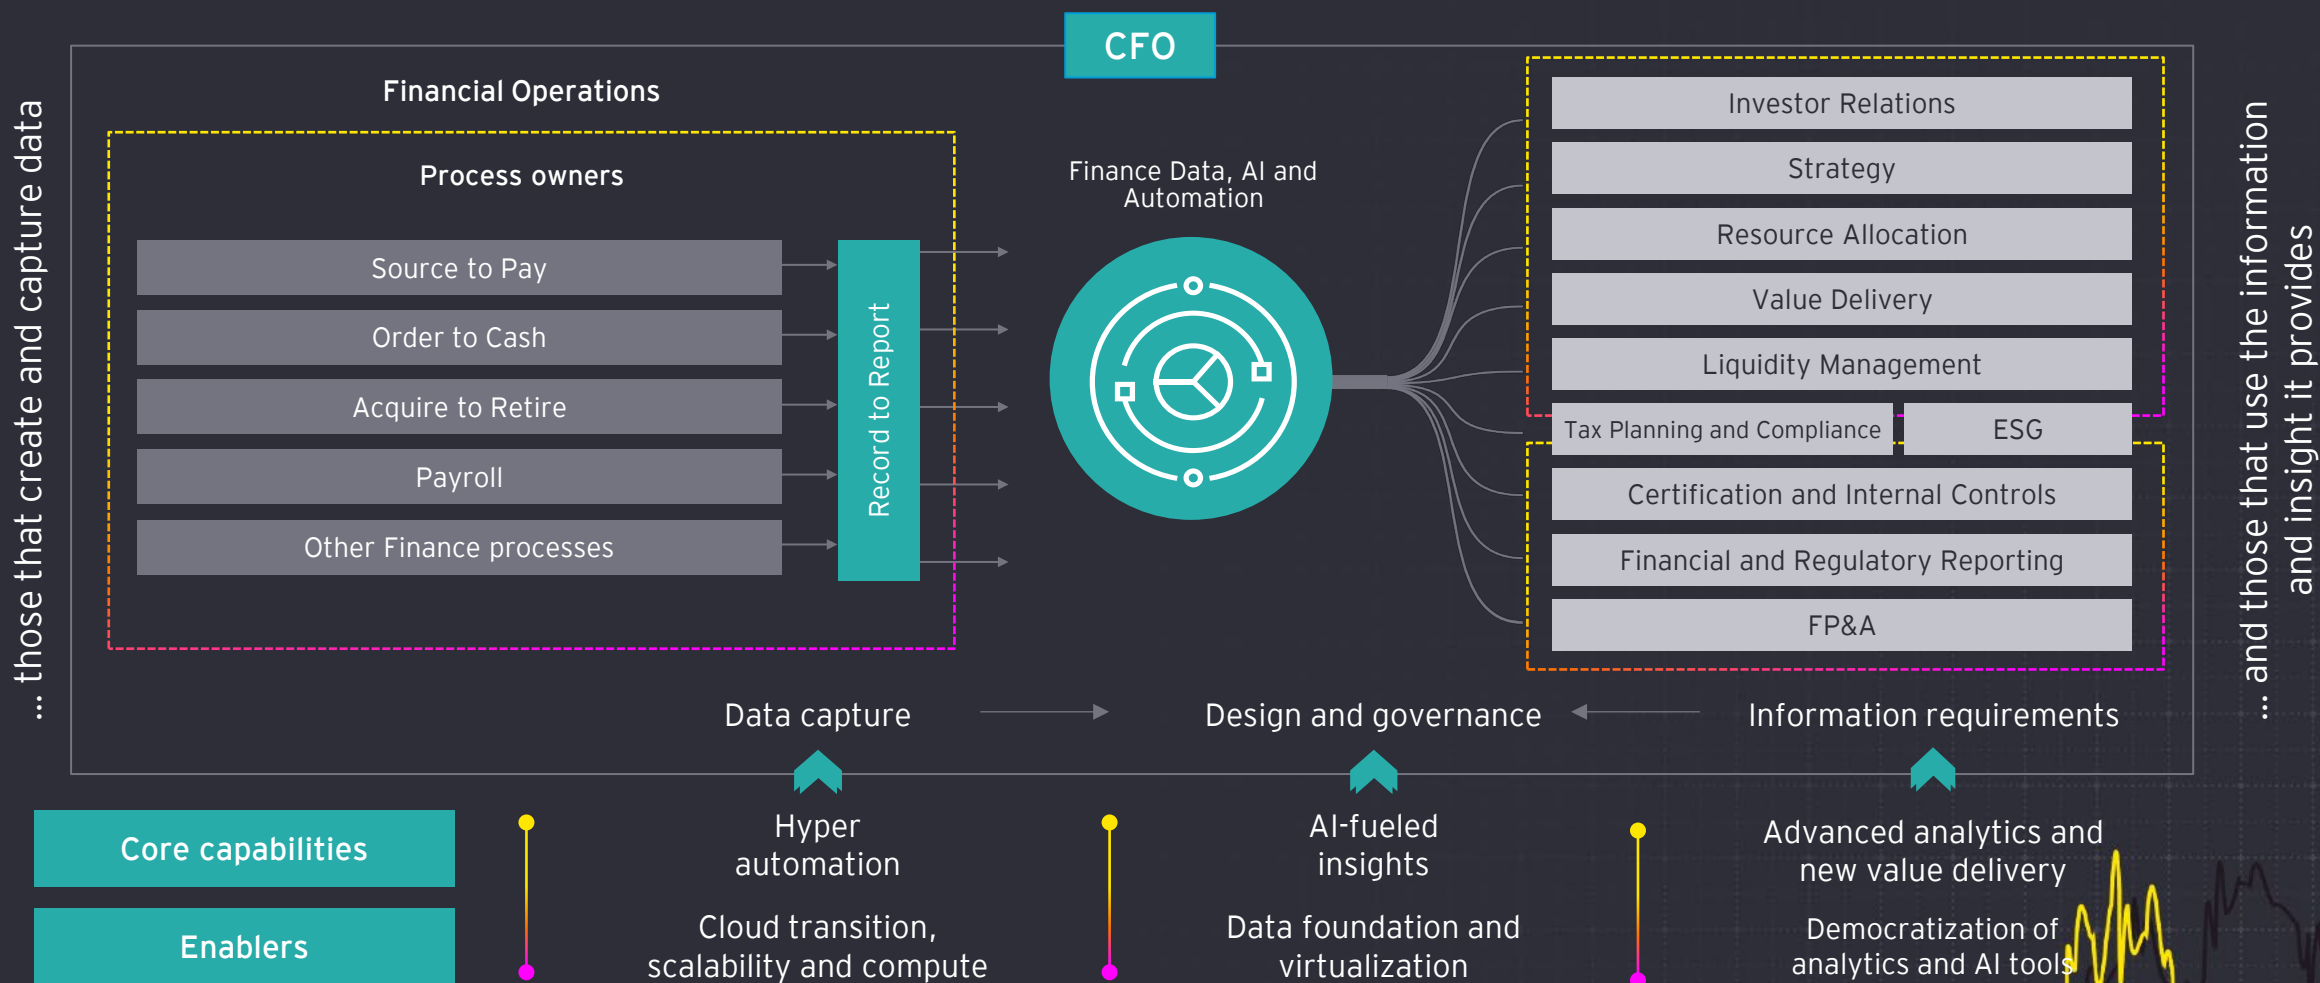 CFO
... those that create and capture data
Financial Operations
Process owners
Source to Pay
Order to Cash
Acquire to Retire
Payroll
Other Finance processes
Record to Report
Finance Data, AI and
Automation
Investor Relations
Strategy
Resource Allocation
Value Delivery
Liquidity Management
Tax Planning and Compliance
ESG
Certification and Internal Controls
Financial and Regulatory Reporting
FP&A
... and those that use the information
and insight it provides
Data capture
Design and governance
Information requirements
Core capabilities
Hyper
automation
AI-fueled
insights
Advanced analytics and
new value delivery
Enablers
Cloud transition,
scalability and compute
Data foundation and
virtualization
Democratization of
analytics and AI tools